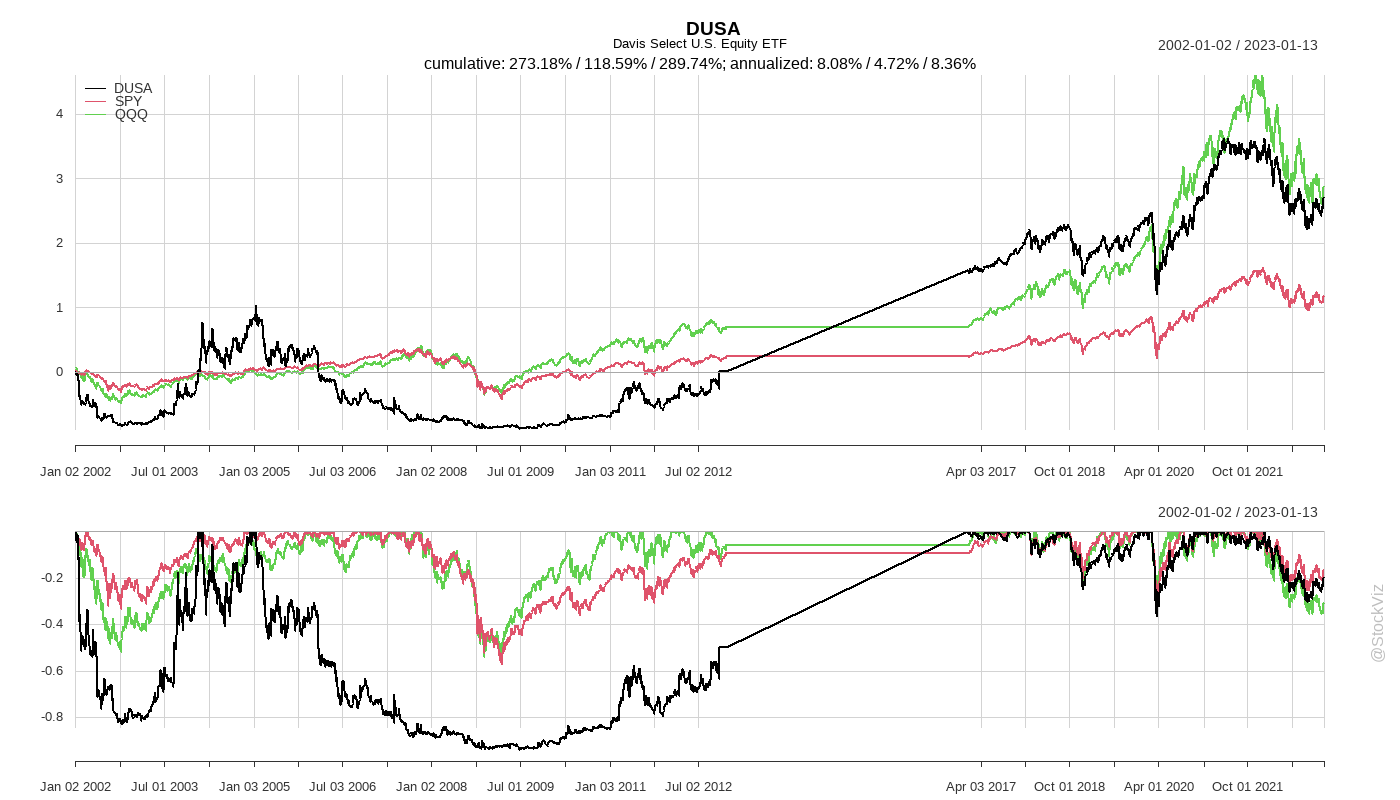 DUSA
Davis Select U.S. Equity ETF
2002-01-02 / 2023-01-13
cumulative: 273.18% / 118.59% / 289.74%; annualized: 8.08% / 4.72% / 8.36%
DUSA
SPY
QQQ
4
3
2
1
0
Jan 02 2002 Jul 01 2003 Jan 03 2005 Jul 03 2006 Jan 02 2008 Jul 01 2009 Jan 03 2011 Jul 02 2012 Apr 03 2017 Oct 01 2018 Apr 01 2020 Oct 01 2021
2002-01-02 / 2023-01-13
-0.2
-0.4
-0.6
-0.8
Jan 02 2002 Jul 01 2003 Jan 03 2005 Jul 03 2006 Jan 02 2008 Jul 01 2009 Jan 03 2011 Jul 02 2012 Apr 03 2017 Oct 01 2018 Apr 01 2020 Oct 01 2021
@StockViz